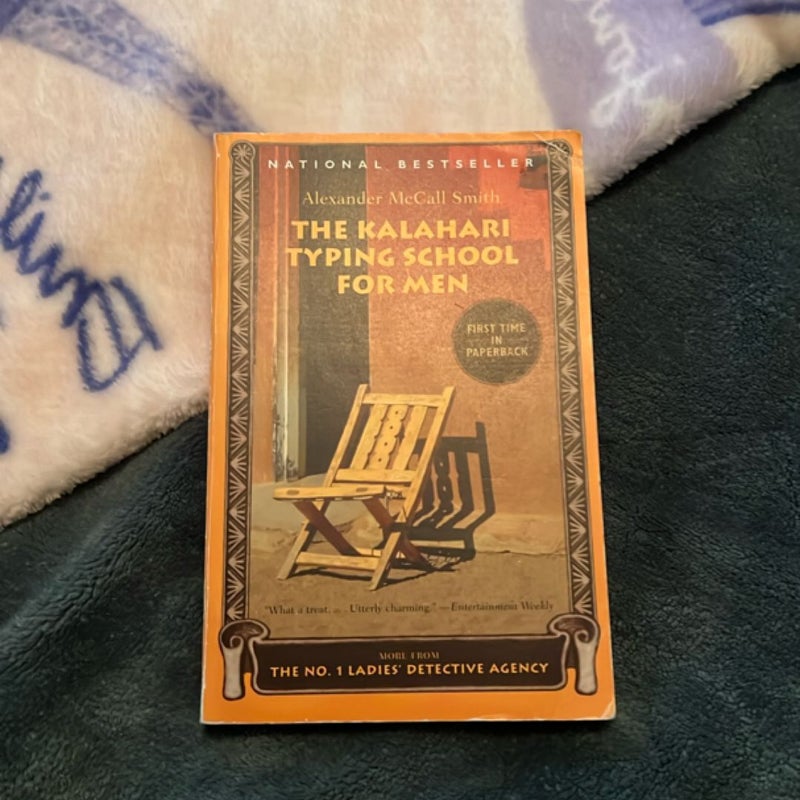 NATIONAL BESTSELLER
Alexander McCall Smith
THE KALAHARI
TYPING SCHOOL
FOR MEN
FIRST TIME
IN
PAPERBACK
"What a treat. . . . Utterly charming." —Entertainment Weekly
MORE FROM
THE NO. 1 LADIES' DETECTIVE AGENCY